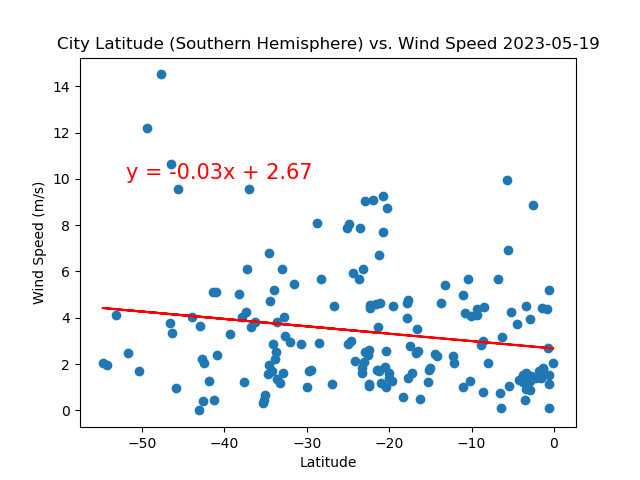 City Latitude (Southern Hemisphere) vs. Wind Speed 2023-05-19
14
12
10
8
6
4
2
0
y = -0.03x + 2.67
Wind Speed (m/s)
−50 −40 −30 −20 −10 0
Latitude